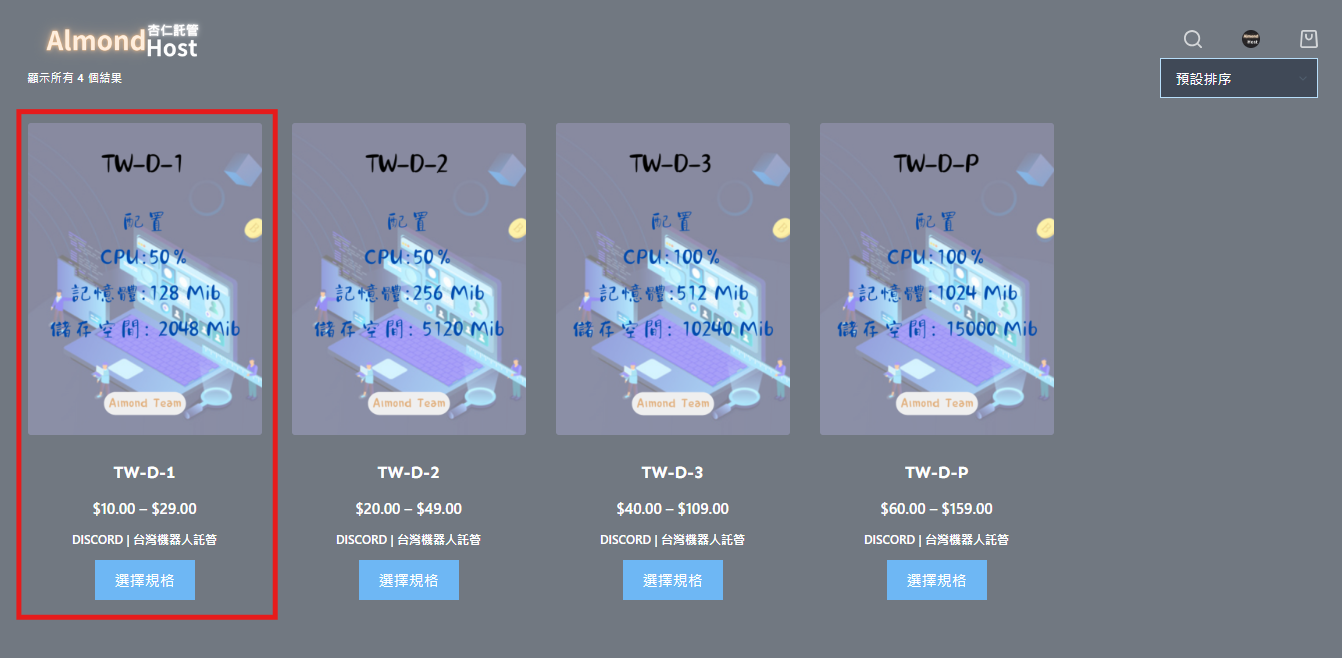 Almond杏仁託管
Host
顯示所有 4 個結果
預設排序
TW-D-1
配置
CPU:50%
記憶體:128 Mib
儲存空間: 2048 Mib
Almond Team
TW-D-1
$10.00 – $29.00
DISCORD | 台灣機器人託管
選擇規格
TW-D-2
配置
CPU:50%
記憶體:256 Mib
儲存空間: 5120 Mib
Almond Team
TW-D-2
$20.00 – $49.00
DISCORD | 台灣機器人託管
選擇規格
TW-D-3
配置
CPU:100%
記憶體:512 Mib
儲存空間: 10240 Mib
Almond Team
TW-D-3
$40.00 – $109.00
DISCORD | 台灣機器人託管
選擇規格
TW-D-P
配置
CPU:100%
記憶體:1024 Mib
儲存空間: 15000 Mib
Almond Team
TW-D-P
$60.00 – $159.00
DISCORD | 台灣機器人託管
選擇規格